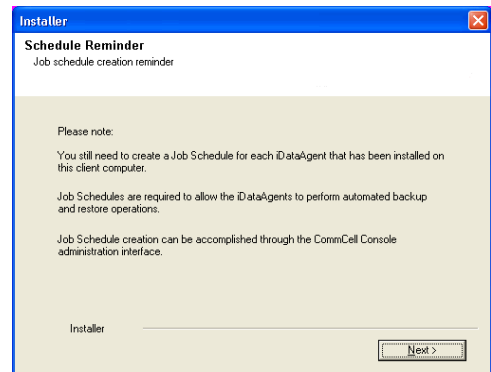 Installer
Schedule Reminder
Job schedule creation reminder
Please note:
You still need to create a Job Schedule for each iDataAgent that has been installed on
this client computer.
Job Schedules are required to allow the iDataAgents to perform automated backup
and restore operations.
Job Schedule creation can be accomplished through the CommCell Console
administration interface.
Installer
Next >